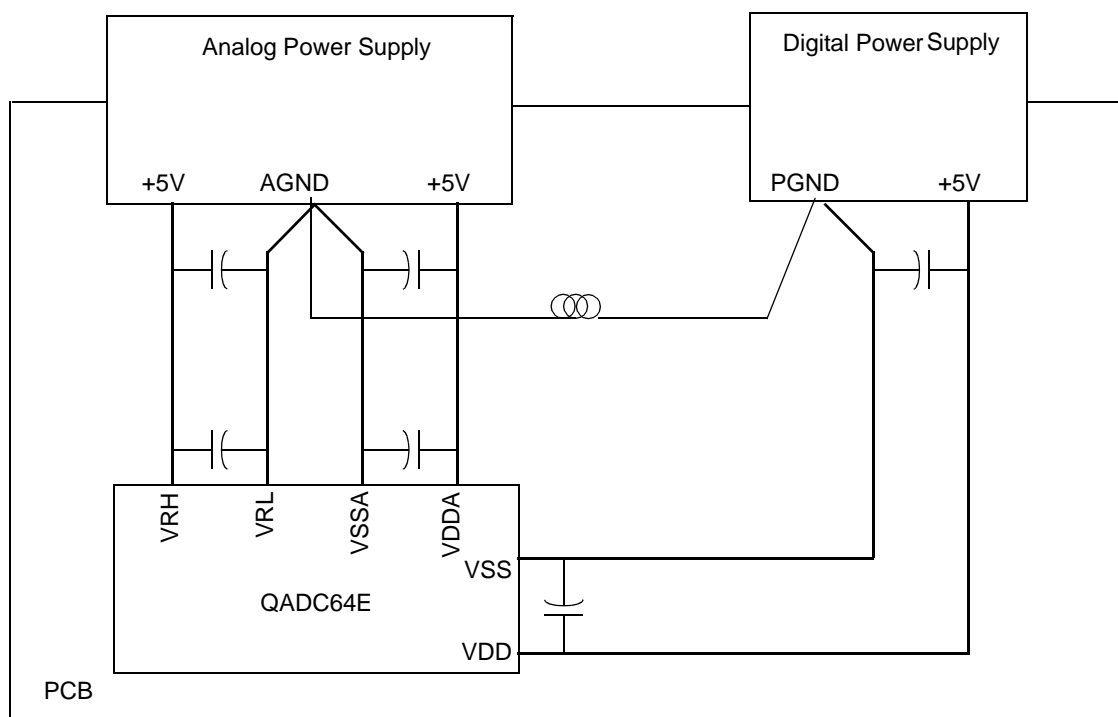 Analog Power Supply
Digital Power Supply
+5V
AGND
+5V
PGND
+5V
VRH
VRL
VSSA
VDDA
VSS
QADC64E
VDD
PCB